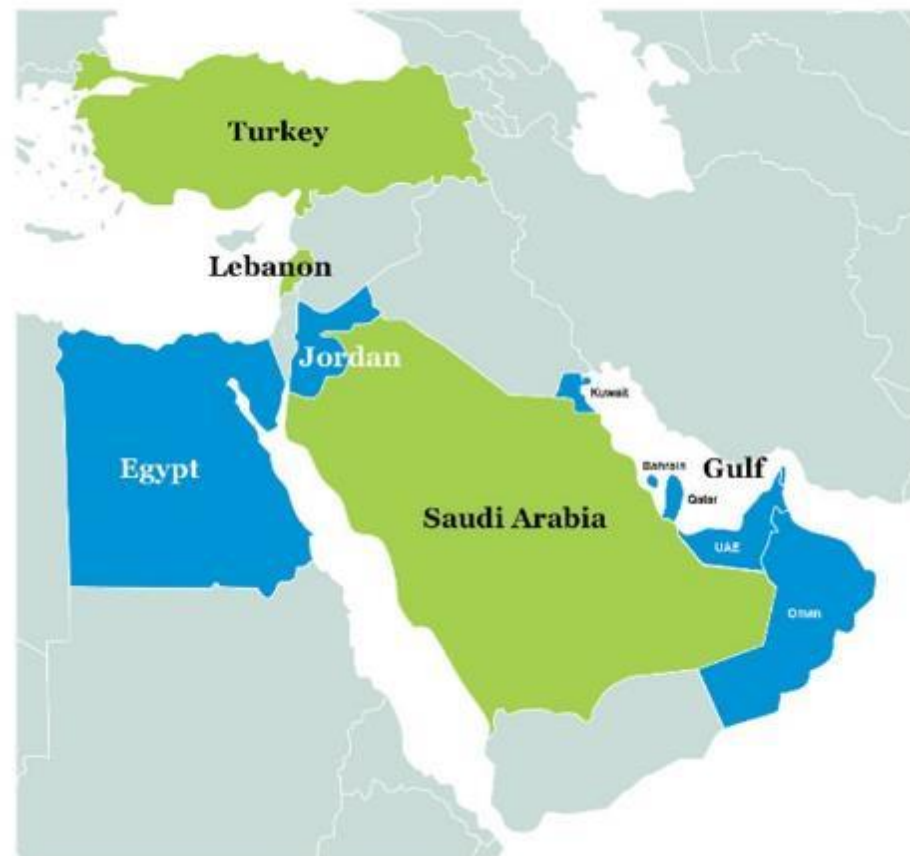 Turkey
Lebanon
Jordan
Kuwait
Egypt
Bahrain
Gulf
Qatar
Saudi Arabia
UAE
Oman